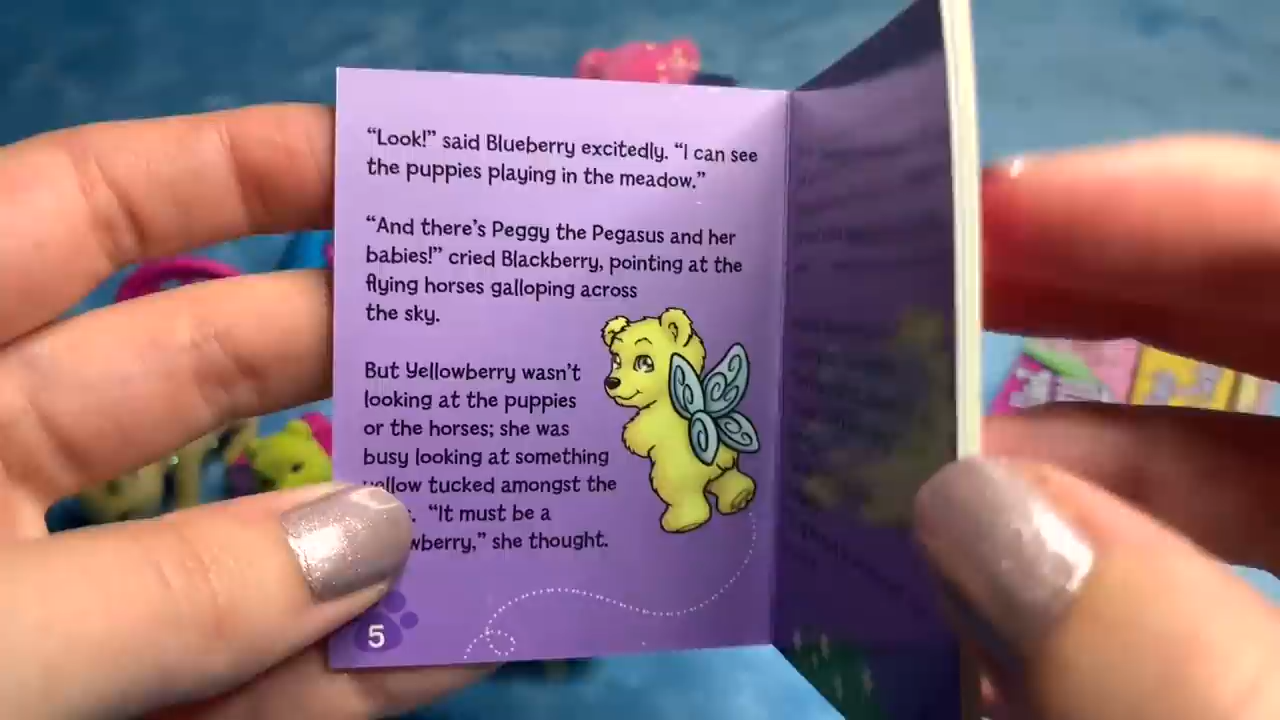 “Look!” said Blueberry excitedly. “I can see
the puppies playing in the meadow.”
“And there’s Peggy the Pegasus and her
babies!” cried Blackberry, pointing at the
flying horses galloping across
the sky.
But Yellowberry wasn’t
looking at the puppies
or the horses; she was
busy looking at something
yellow tucked amongst the
“It must be a
she thought.
5